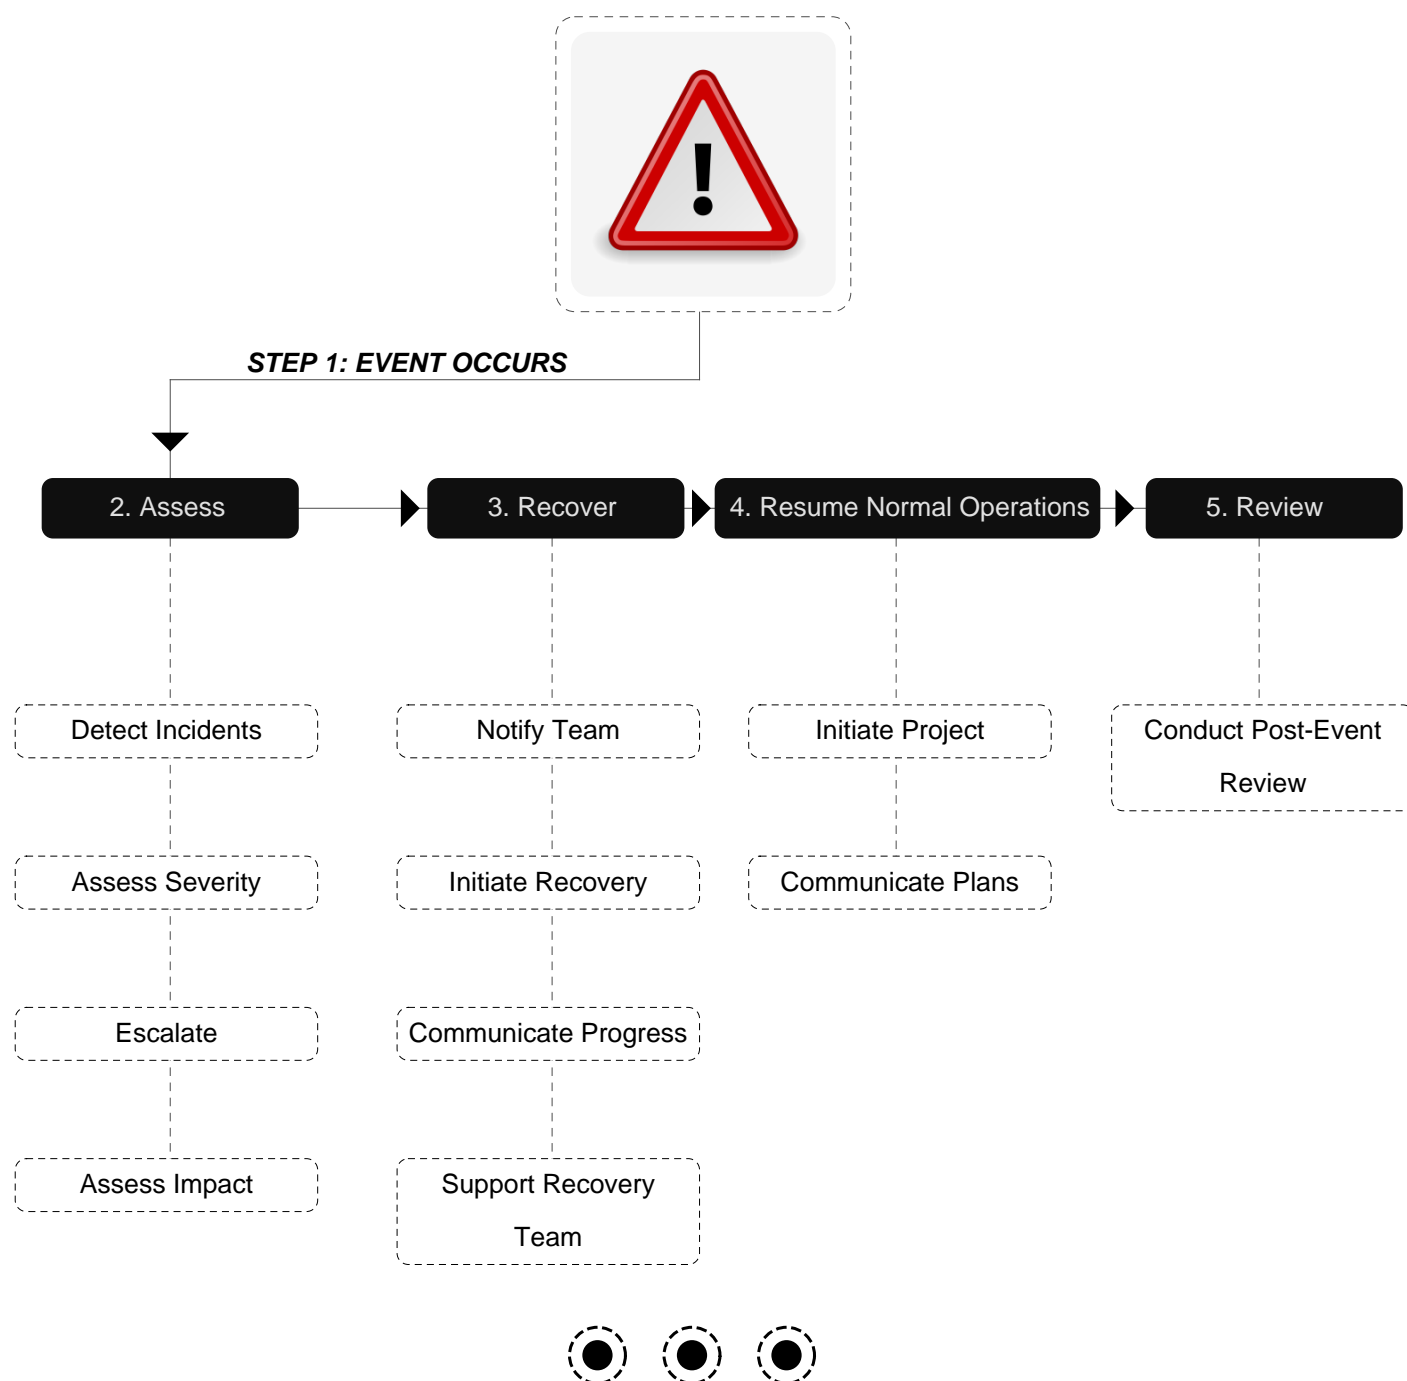 !
STEP 1: EVENT OCCURS
2. Assess
3. Recover
4. Resume Normal Operations
5. Review
Detect Incidents
Assess Severity
Escalate
Assess Impact
Notify Team
Initiate Recovery
Communicate Progress
Support Recovery
Team
Initiate Project
Communicate Plans
Conduct Post-Event
Review